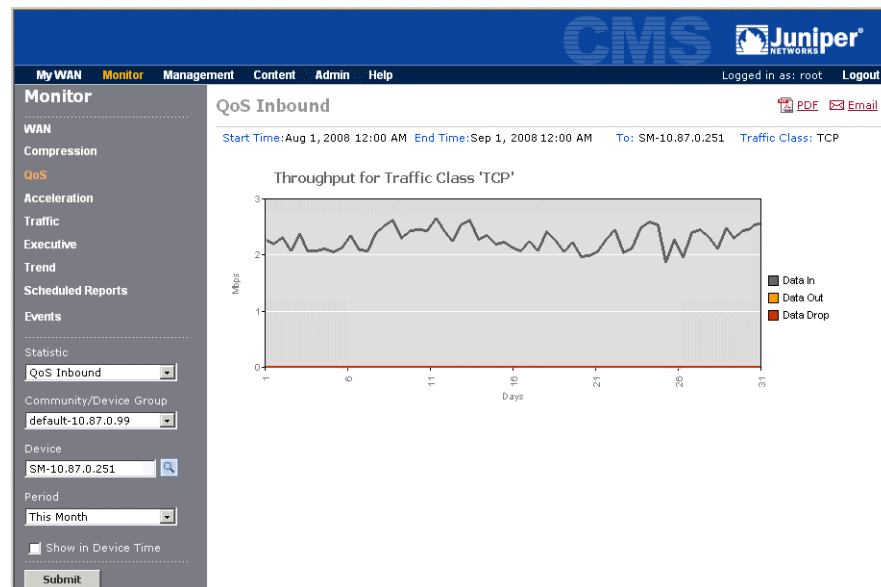 CMS
Juniper®
NETWORKS
My WAN Monitor Management Content Admin Help Logged in as: root Logout
Monitor
WAN
Compression
QoS
Acceleration
Traffic
Executive
Trend
Scheduled Reports
Events
Statistic
QoS Inbound
Community/Device Group
default-10.87.0.99
Device
SM-10.87.0.251
Period
This Month
Show in Device Time
Submit
QoS Inbound
PDF Email
Start Time:Aug 1, 2008 12:00 AM End Time:Sep 1, 2008 12:00 AM To: SM-10.87.0.251 Traffic Class: TCP
Throughput for Traffic Class 'TCP'
3
2
1
0
Mbps
1 6 11 16 21 26 31
Days
Data In
Data Out
Data Drop